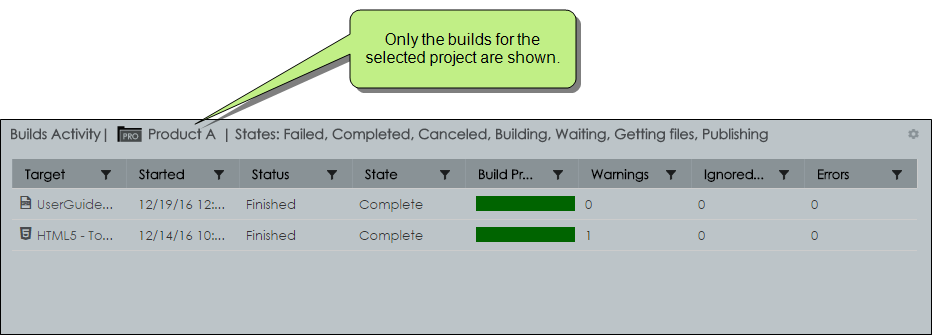 Only the builds for the
selected project are shown.
Builds Activity| PRO Product A | States: Failed, Completed, Canceled, Building, Waiting, Getting files, Publishing
Target Started Status State Build Pr... Warnings Ignored... Errors
UserGuide... 12/19/16 12:... Finished Complete 0 0 0
HTML5 - To... 12/14/16 10:... Finished Complete 1 0 0